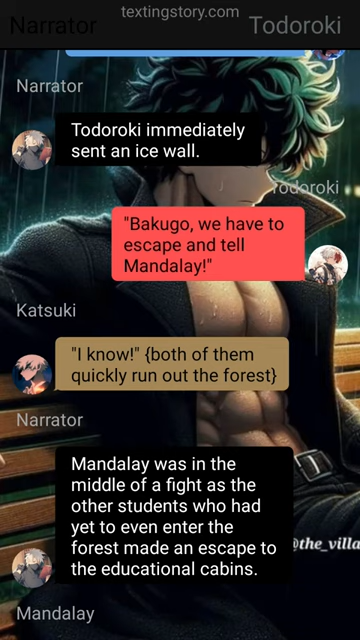 textingstory.com
Narrator
Todoroki
Narrator
Todoroki immediately
sent an ice wall.
Todoroki
"Bakugo, we have to
escape and tell
Mandalay!"
Katsuki
"I know!" {both of them
quickly run out the forest}
Narrator
Mandalay was in the
middle of a fight as the
other students who had
yet to even enter the
forest made an escape to
the educational cabins.
@the_villa
Mandalay